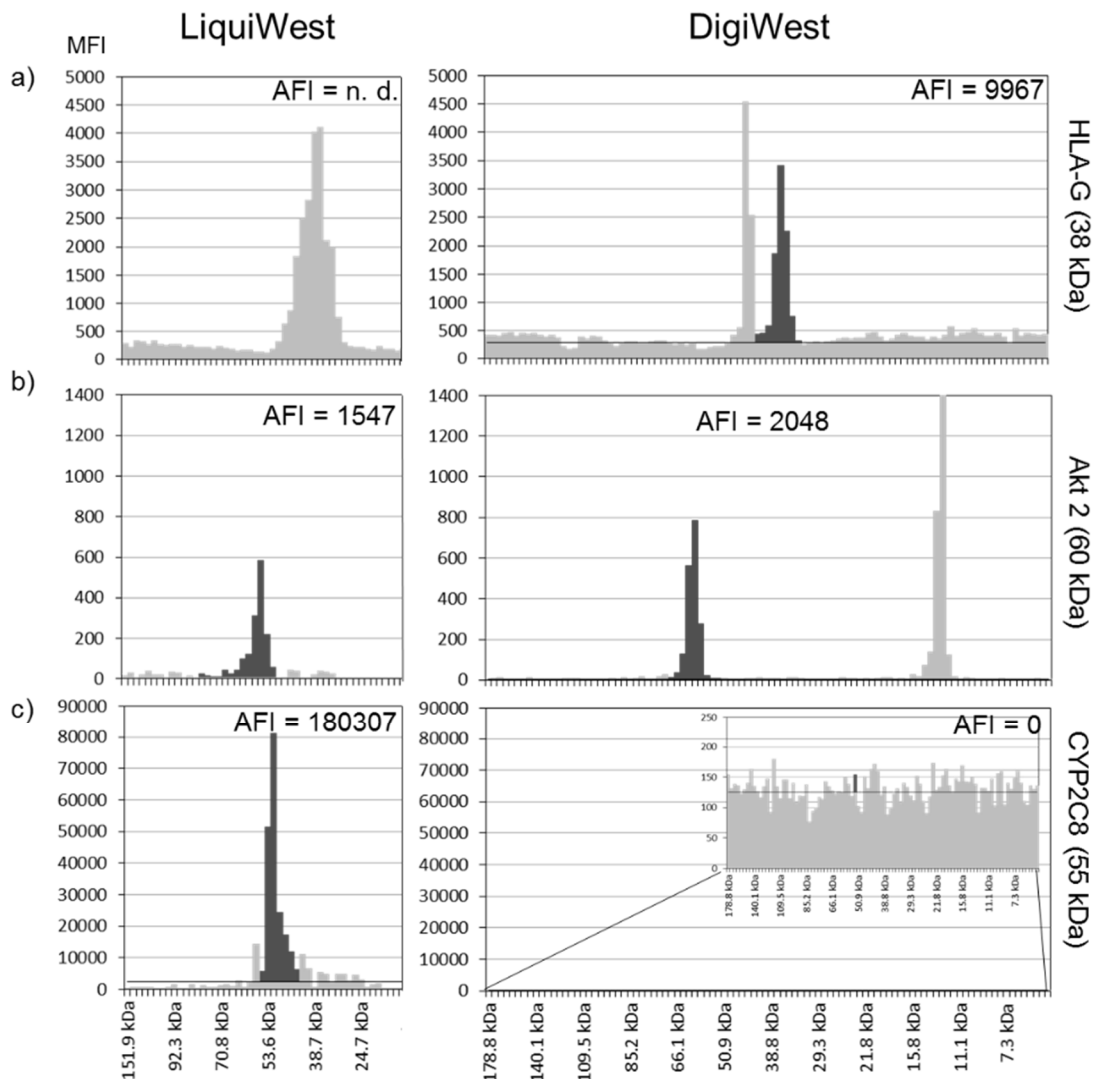 LiquiWest DigiWest
MFI
a)
5000
4500
4000
3500
3000
2500
2000
1500
1000
500
0
AFI = n. d.
5000
4500
4000
3500
3000
2500
2000
1500
1000
500
0
AFI = 9967
HLA-G (38 kDa)
b)
1400
1200
1000
800
600
400
200
0
AFI = 1547
1400
1200
1000
800
600
400
200
0
AFI = 2048
Akt 2 (60 kDa)
c)
90000
80000
70000
60000
50000
40000
30000
20000
10000
0
AFI = 180307
151.9 kDa
92.3 kDa
70.8 kDa
53.6 kDa
38.7 kDa
24.7 kDa
90000
80000
70000
60000
50000
40000
30000
20000
10000
0
AFI = 0
250
200
150
100
50
0
178.8 kDa
140.1 kDa
109.5 kDa
85.2 kDa
66.1 kDa
50.9 kDa
38.8 kDa
29.3 kDa
21.8 kDa
15.8 kDa
11.1 kDa
7.3 kDa
178.8 kDa
140.1 kDa
109.5 kDa
85.2 kDa
66.1 kDa
50.9 kDa
38.8 kDa
29.3 kDa
21.8 kDa
15.8 kDa
11.1 kDa
7.3 kDa
CYP2C8 (55 kDa)